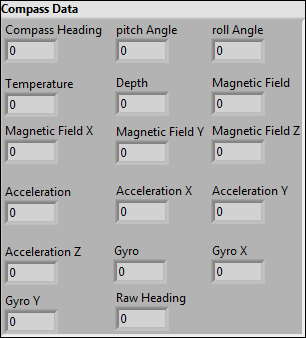 Compass Data
Compass Heading pitch Angle roll Angle
0 0 0
Temperature Depth Magnetic Field
0 0 0
Magnetic Field X Magnetic Field Y Magnetic Field Z
0 0 0
Acceleration Acceleration X Acceleration Y
0 0 0
Acceleration Z Gyro Gyro X
0 0 0
Gyro Y Raw Heading
0 0